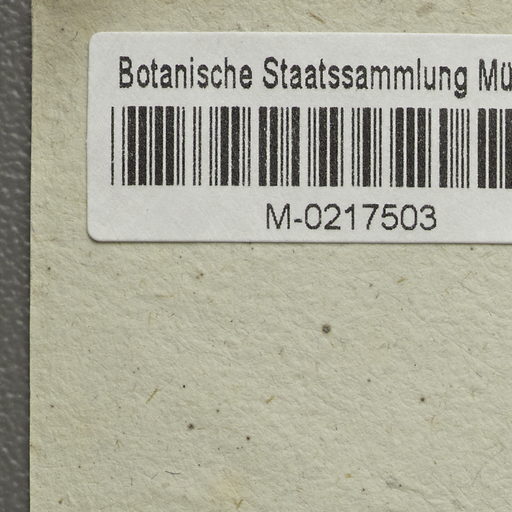 Botanische Staatssammlung Mü
M-0217503